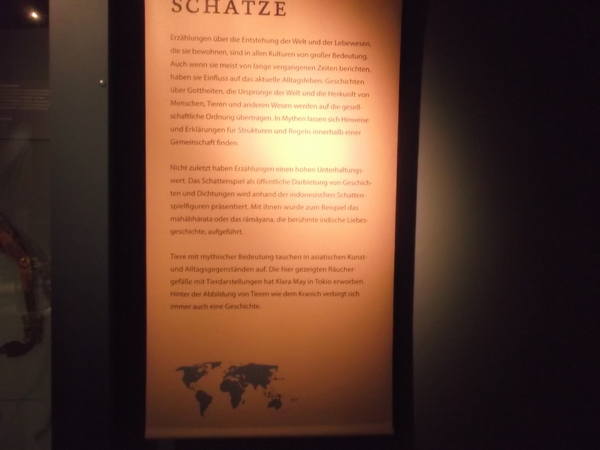 SCHÄTZE
Erzählungen über die Entstehung der Welt und der Lebewesen,
die sie bewohnen, sind in allen Kulturen von großer Bedeutung.
Auch wenn sie meist von lange vergangenen Zeiten berichten,
haben sie Einfluss auf das aktuelle Alltagsleben. Geschichten
über Gottheiten, die Ursprünge der Welt und die Herkunft von
Menschen, Tieren und anderen Wesen werden auf die gesell-
schaftliche Ordnung übertragen. In Mythen lassen sich Hinweise
und Erklärungen für Strukturen und Regeln innerhalb einer
Gemeinschaft finden.
Nicht zuletzt haben Erzählungen einen hohen Unterhaltungs-
wert. Das Schattenspiel als öffentliche Darbietung von Geschich-
ten und Dichtungen wird anhand der indonesischen Schatten-
spielfiguren präsentiert. Mit ihnen wurde zum Beispiel das
mahābhārata oder das rāmāyana, die berühmte indische Liebes-
geschichte, aufgeführt.
Tiere mit mythischer Bedeutung tauchen in asiatischen Kunst-
und Alltagsgegenständen auf. Die hier gezeigten Räucher-
gefäße mit Tierdarstellungen hat Klara May in Tokio erworben.
Hinter der Abbildung von Tieren wie dem Kranich verbirgt sich
immer auch eine Geschichte.